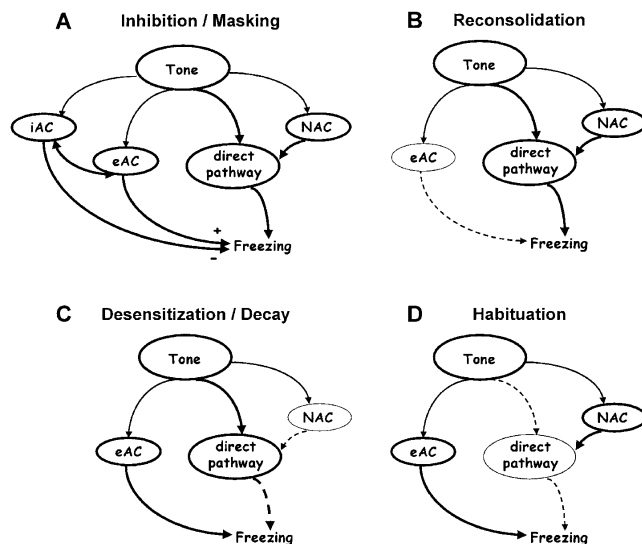 A Inhibition / Masking
Tone
iAC
eAC
direct
pathway
NAC
+
-
Freezing
B Reconsolidation
Tone
eAC
direct
pathway
NAC
Freezing
C Desensitization / Decay
Tone
eAC
direct
pathway
NAC
Freezing
D Habituation
Tone
eAC
direct
pathway
NAC
Freezing